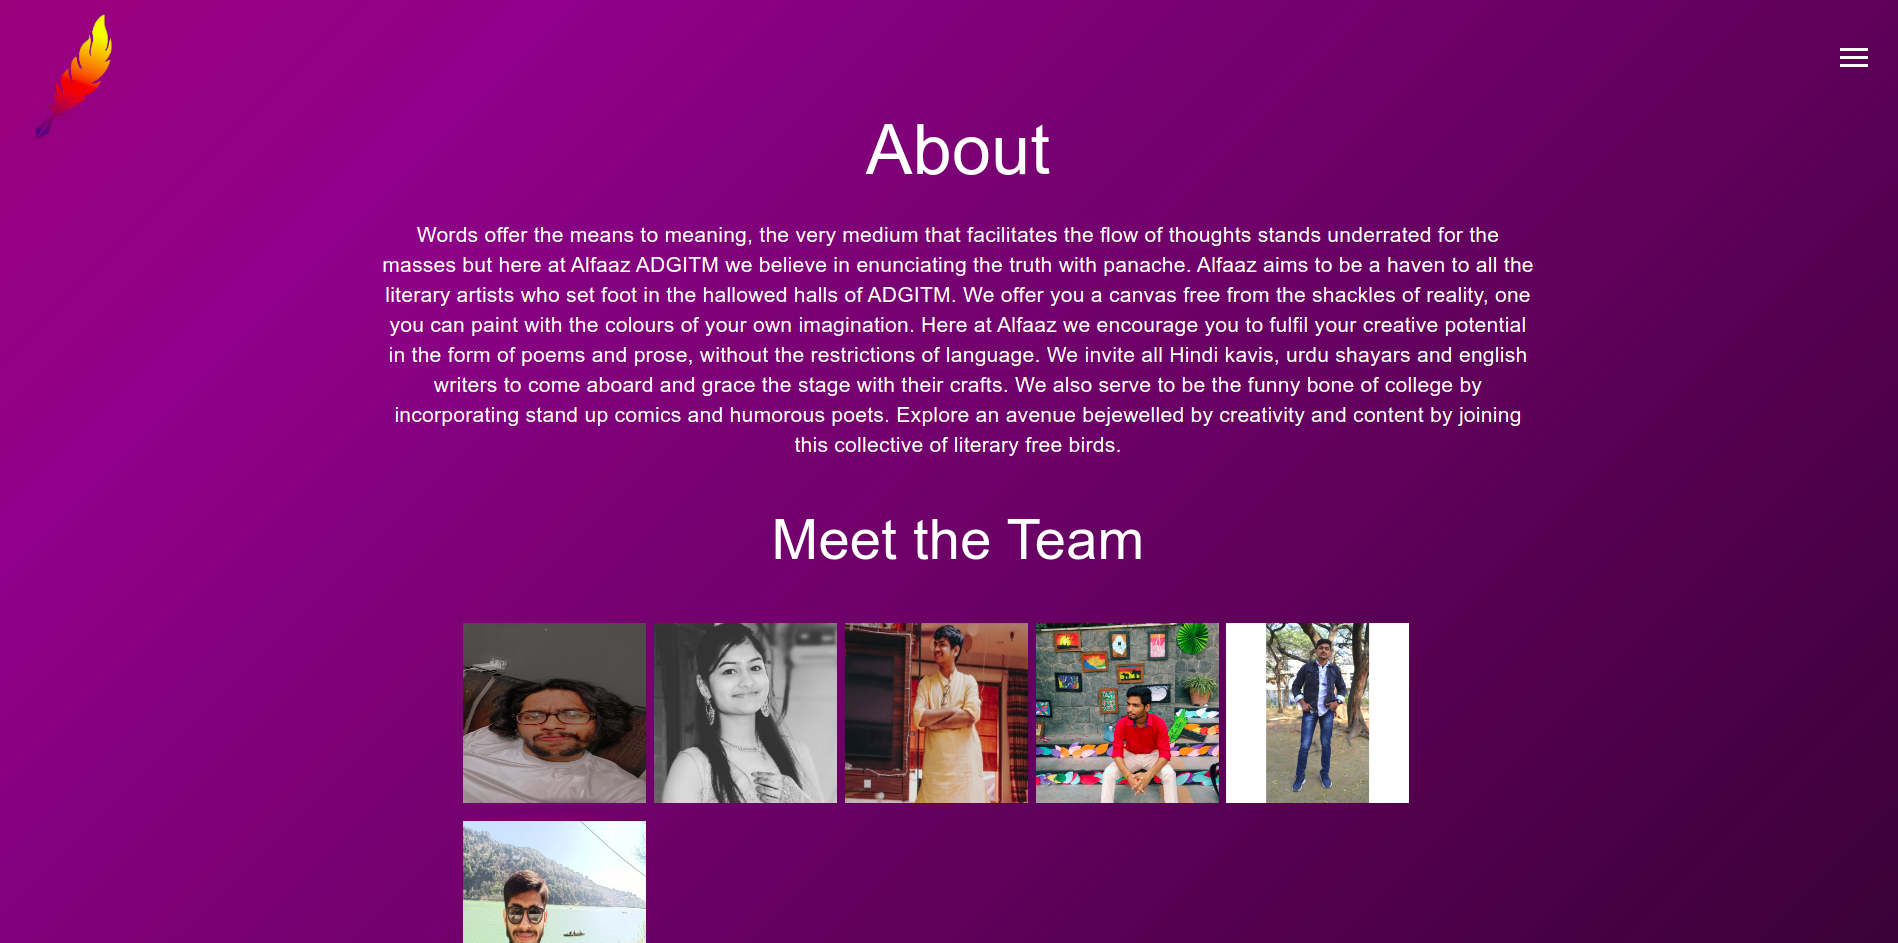 About
Words offer the means to meaning, the very medium that facilitates the flow of thoughts stands underrated for the
masses but here at Alfaaz ADGITM we believe in enunciating the truth with panache. Alfaaz aims to be a haven to all the
literary artists who set foot in the hallowed halls of ADGITM. We offer you a canvas free from the shackles of reality, one
you can paint with the colours of your own imagination. Here at Alfaaz we encourage you to fulfil your creative potential
in the form of poems and prose, without the restrictions of language. We invite all Hindi kavis, urdu shayars and english
writers to come aboard and grace the stage with their crafts. We also serve to be the funny bone of college by
incorporating stand up comics and humorous poets. Explore an avenue bejewelled by creativity and content by joining
this collective of literary free birds.
Meet the Team